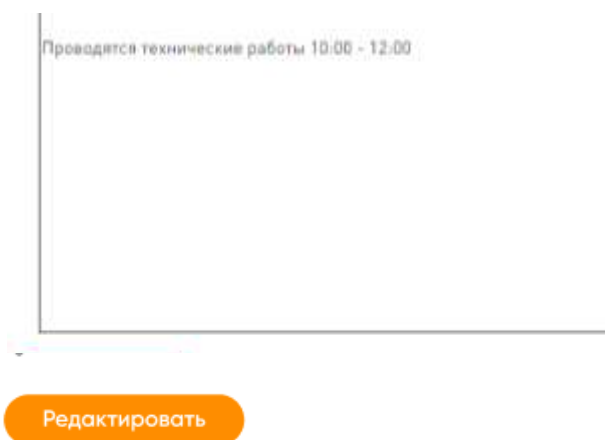 Проводятся технические работы 10:00 - 12:00
Редактировать